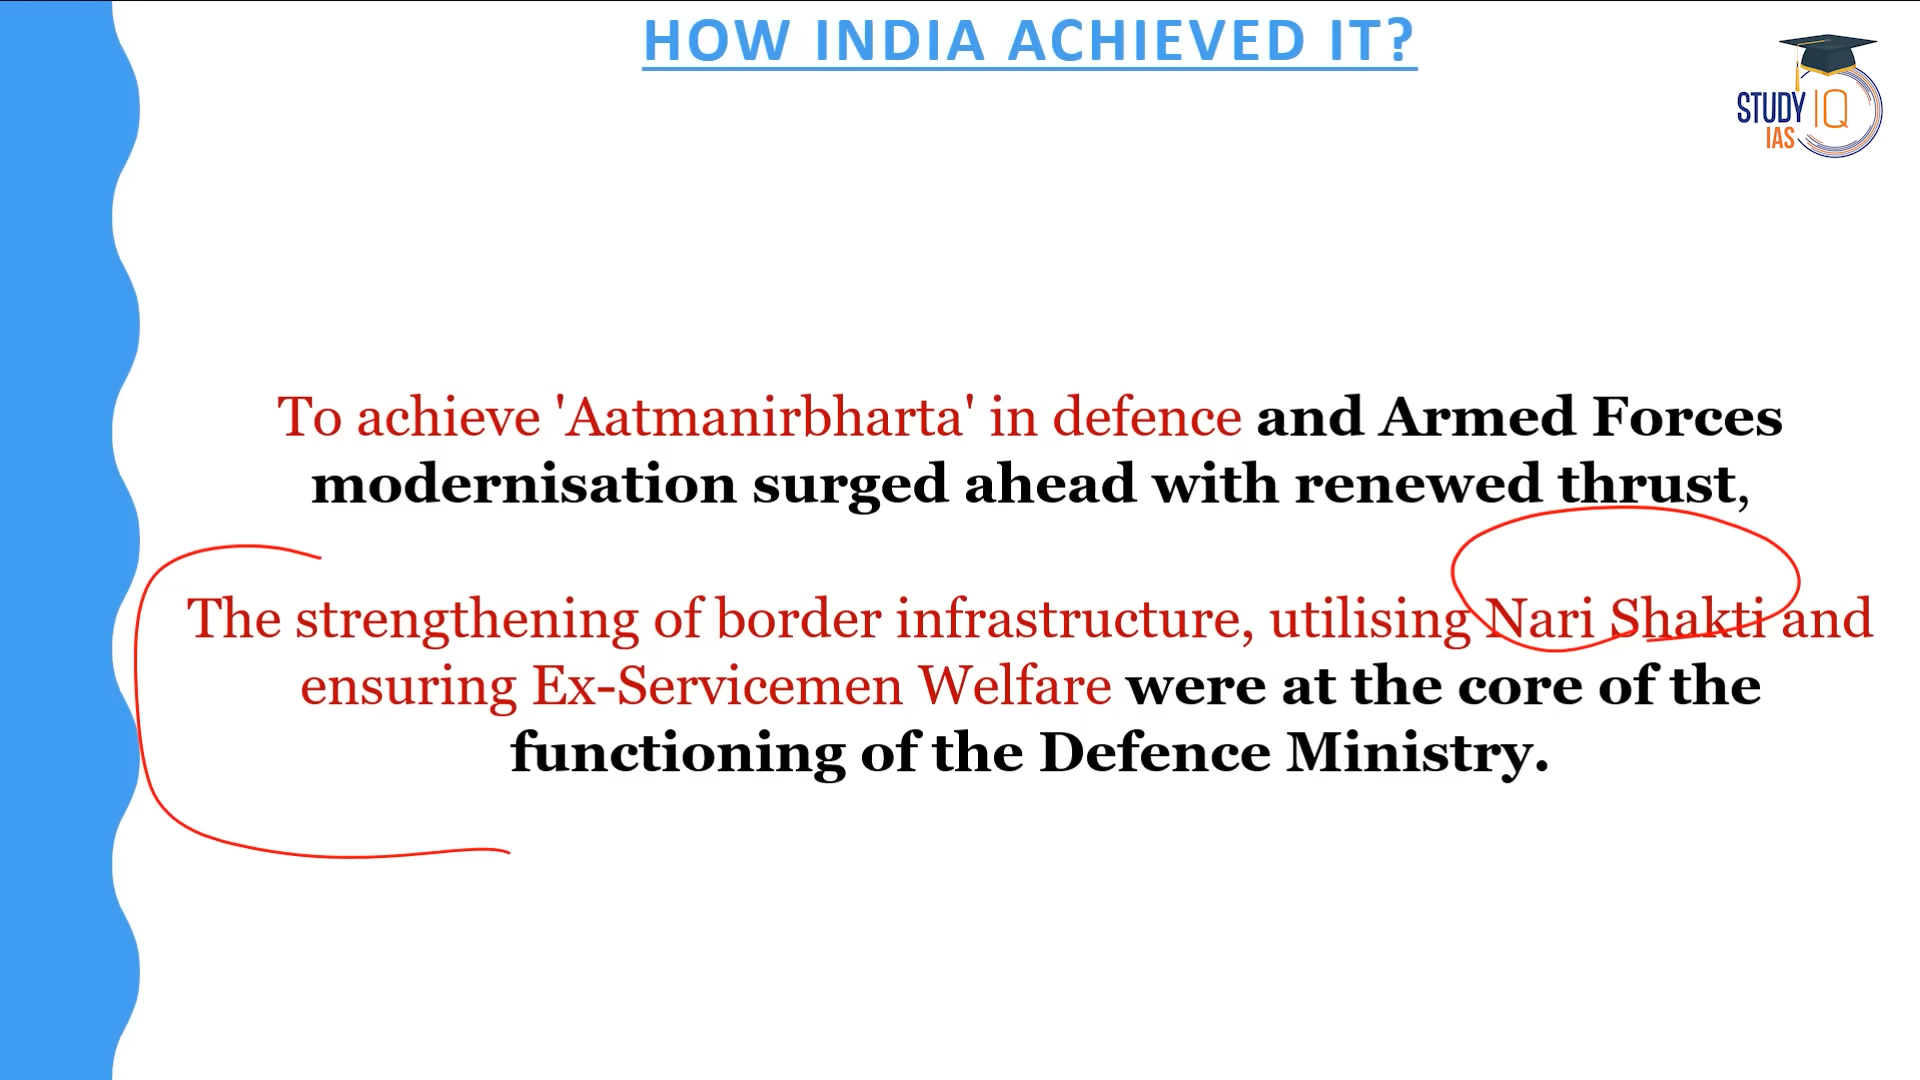 HOW INDIA ACHIEVED IT?
STUDY IQ
IAS
To achieve 'Aatmanirbharta' in defence and Armed Forces
modernisation surged ahead with renewed thrust,
The strengthening of border infrastructure, utilising Nari Shakti and
ensuring Ex-Servicemen Welfare were at the core of the
functioning of the Defence Ministry.